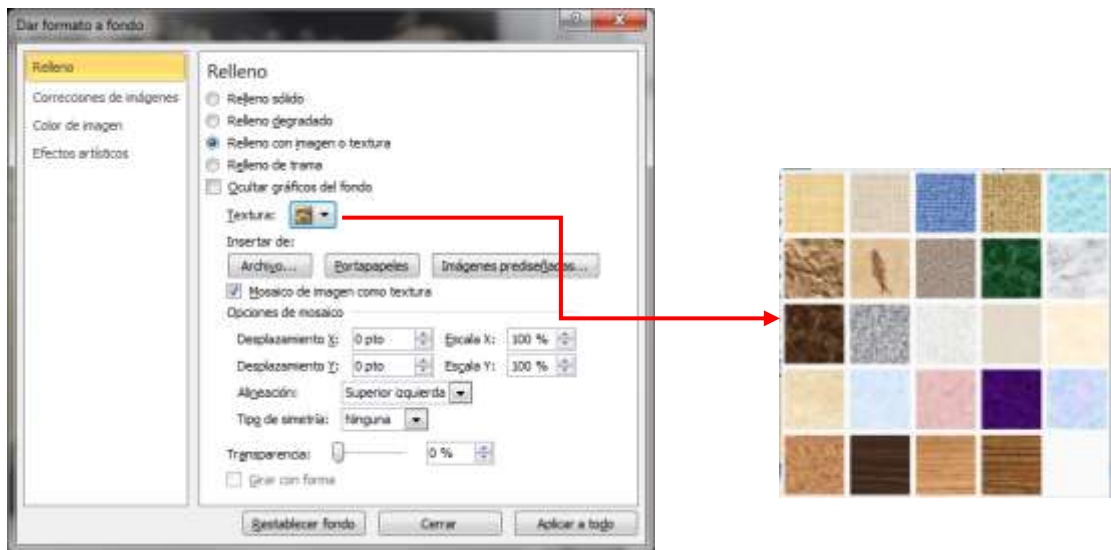 Dar formato a fondo
Relleno
Correcciones de imágenes
Color de imagen
Efectos artísticos
Relleno
Relleno sólido
Relleno degradado
Relleno con imagen o textura
Relleno de trama
Ocultar gráficos del fondo
Textura:
Insertar de:
Archivo... Portapapeles Imágenes prediseñadas...
Mosaico de imagen como textura
Opciones de mosaico
Desplazamiento X: 0 pto Escala X: 100 %
Desplazamiento Y: 0 pto Escala Y: 100 %
Alineación: Superior izquierda
Tipo de simetría: Ninguna
Transparencia: 0 %
Girar con forma
Restablecer fondo Cerrar Aplicar a todo